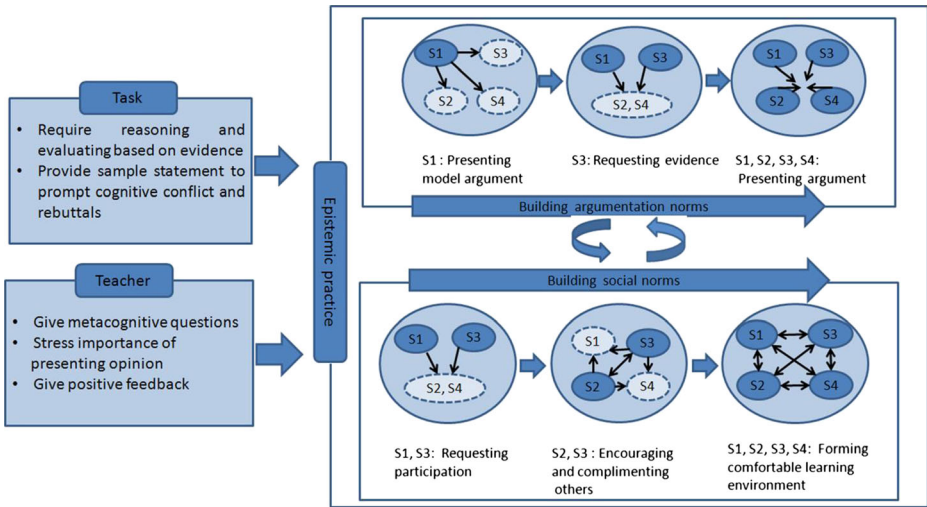 Task
• Require reasoning and
evaluating based on evidence
• Provide sample statement to
prompt cognitive conflict and
rebuttals
Teacher
• Give metacognitive questions
• Stress importance of
presenting opinion
• Give positive feedback
Epistemic practice
S1
S3
S2
S4
S1 : Presenting
model argument
S1
S3
S2, S4
S3: Requesting evidence
S1
S3
S2
S4
S1, S2, S3, S4:
Presenting argument
Building argumentation norms
Building social norms
S1
S3
S2, S4
S1, S3: Requesting
participation
S1
S3
S2
S4
S2, S3 : Encouraging
and complimenting
others
S1
S3
S2
S4
S1, S2, S3, S4: Forming
comfortable learning
environment